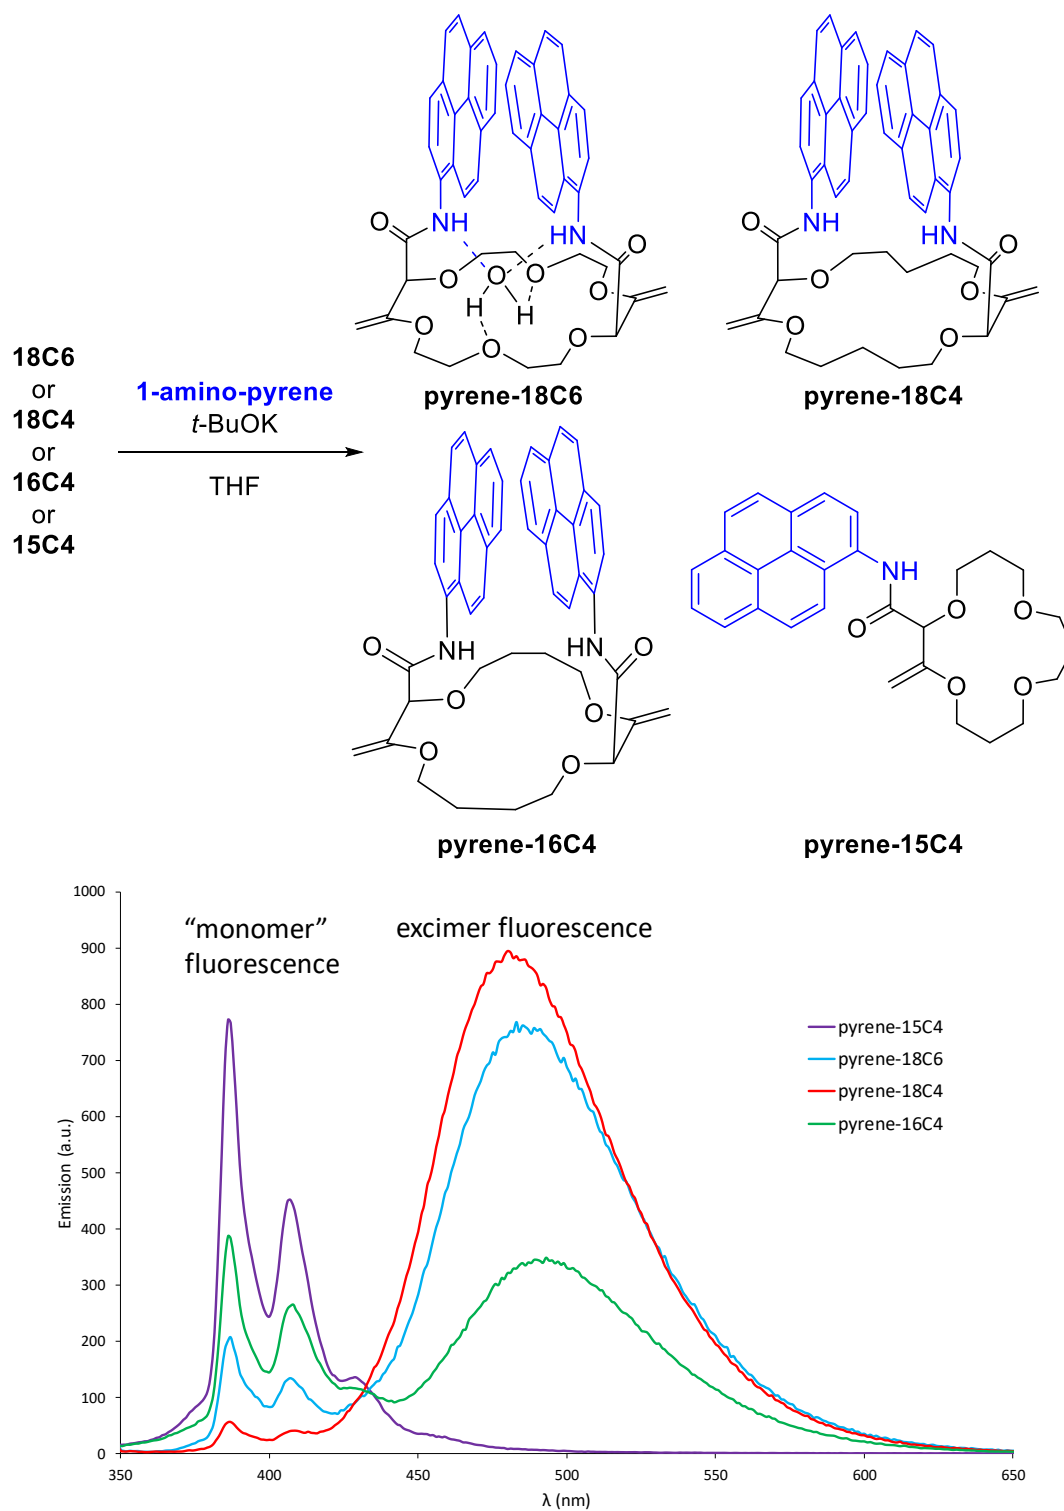 18C6
or
18C4
or
16C4
or
15C4
1-amino-pyrene
t-BuOK
THF
O
NH
HN
O
O
O
O
O
H
H
O
O
O
pyrene-18C6
O
NH
HN
O
O
O
O
O
pyrene-18C4
O
NH
HN
O
O
O
O
O
pyrene-16C4
NH
O
O
O
O
O
pyrene-15C4
“monomer”
fluorescence
excimer fluorescence
pyrene-15C4
pyrene-18C6
pyrene-18C4
pyrene-16C4
Emission (a.u.)
1000
900
800
700
600
500
400
300
200
100
0
350
400
450
500
550
600
650
λ (nm)